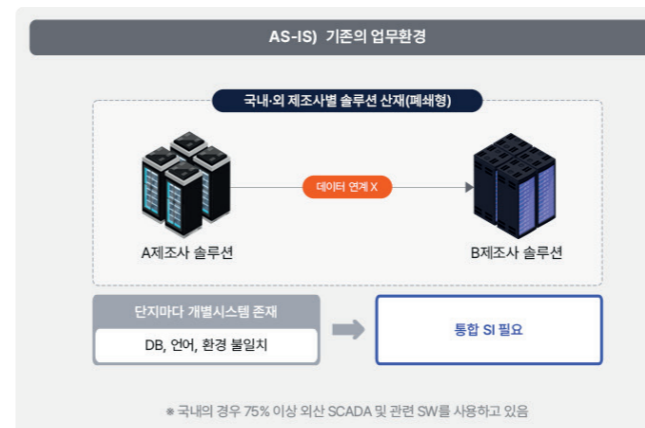 AS-IS) 기존의 업무환경
국내·외 제조사별 솔루션 산재(폐쇄형)
데이터 연계 X
A제조사 솔루션
B제조사 솔루션
단지마다 개별시스템 존재
DB, 언어, 환경 불일치
통합 SI 필요
※ 국내의 경우 75% 이상 외산 SCADA 및 관련 SW를 사용하고 있음